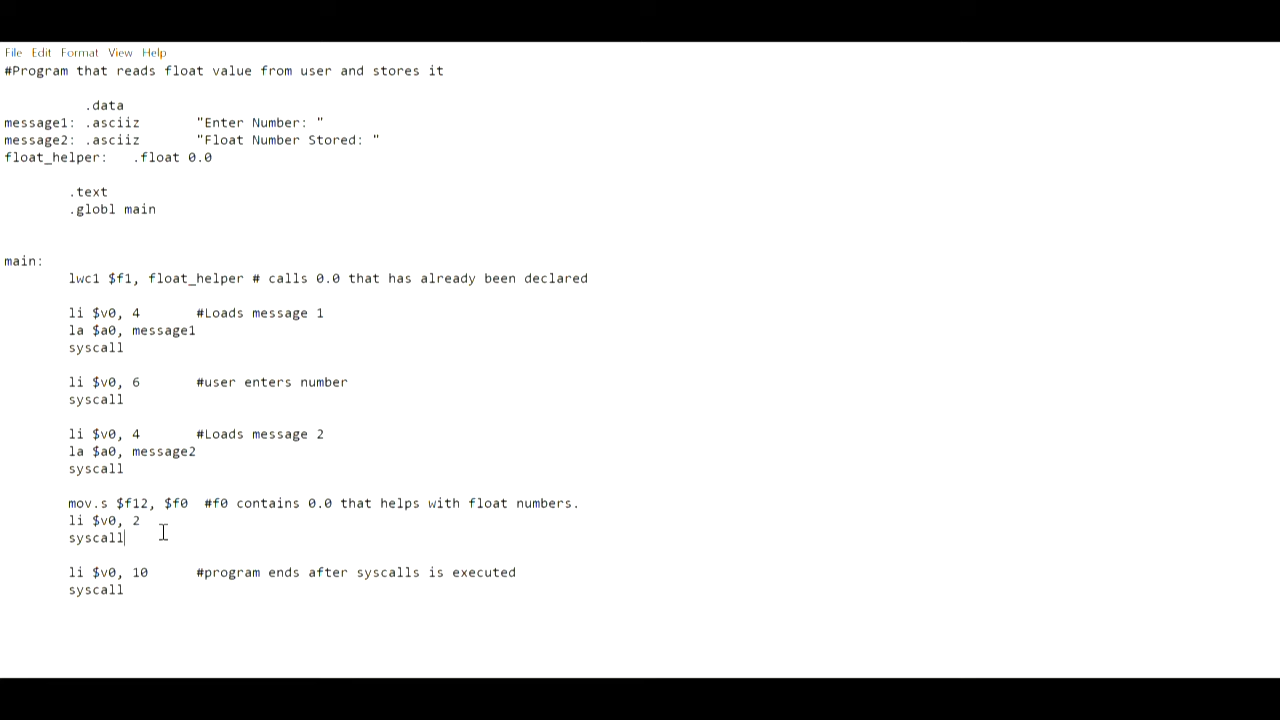 File Edit Format View Help
#Program that reads float value from user and stores it
.data
message1: .asciiz "Enter Number: "
message2: .asciiz "Float Number Stored: "
float_helper: .float 0.0
.text
.globl main
main:
lwc1 $f1, float_helper # calls 0.0 that has already been declared
li $v0, 4 #Loads message 1
la $a0, message1
syscall
li $v0, 6 #user enters number
syscall
li $v0, 4 #Loads message 2
la $a0, message2
syscall
mov.s $f12, $f0 #f0 contains 0.0 that helps with float numbers.
li $v0, 2
syscall
li $v0, 10 #program ends after syscalls is executed
syscall